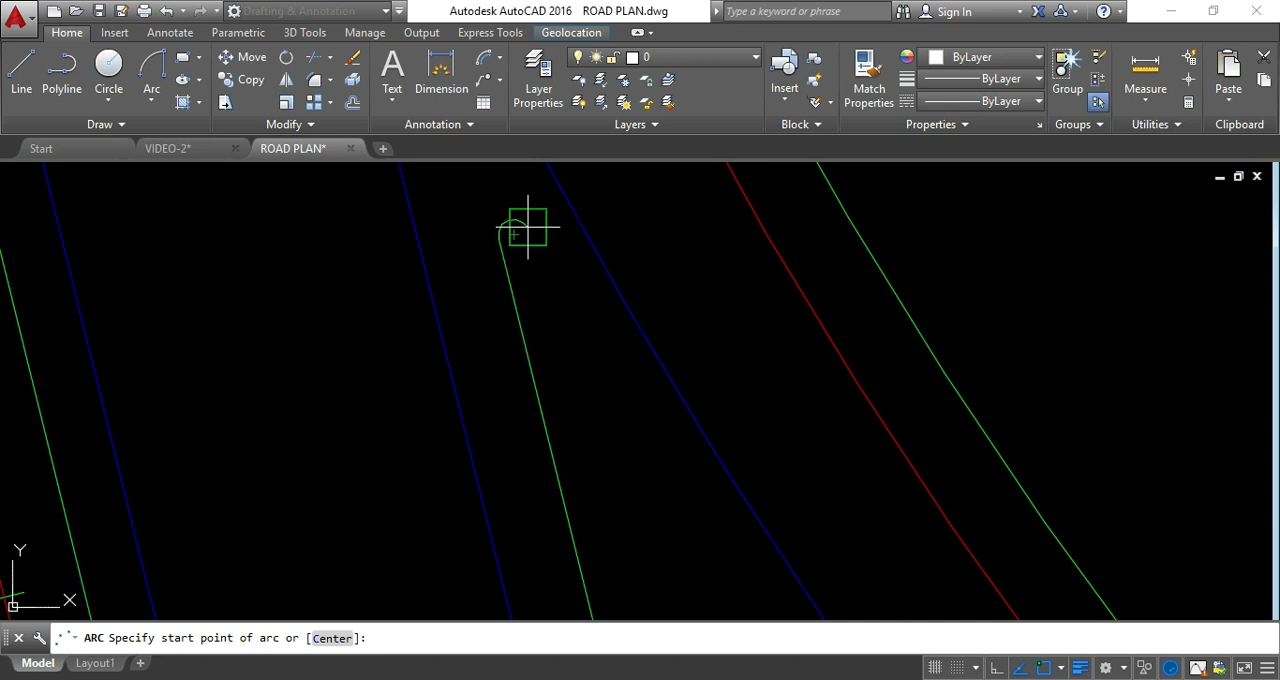 Drafting & Annotation
Autodesk AutoCAD 2016 ROAD PLAN.dwg
Type a keyword or phrase
Sign In
Home Insert Annotate Parametric 3D Tools Manage Output Express Tools Geolocation
Line Polyline Circle Arc
Move
Copy
Text Dimension
Layer Properties
0
Insert
Match Properties
ByLayer
ByLayer
ByLayer
Group
Measure
Paste
Draw Modify Annotation Layers Block Properties Groups Utilities Clipboard
Start VIDEO-2* ROAD PLAN*
Y
X
ARC Specify start point of arc or [Center]:
Model Layout1